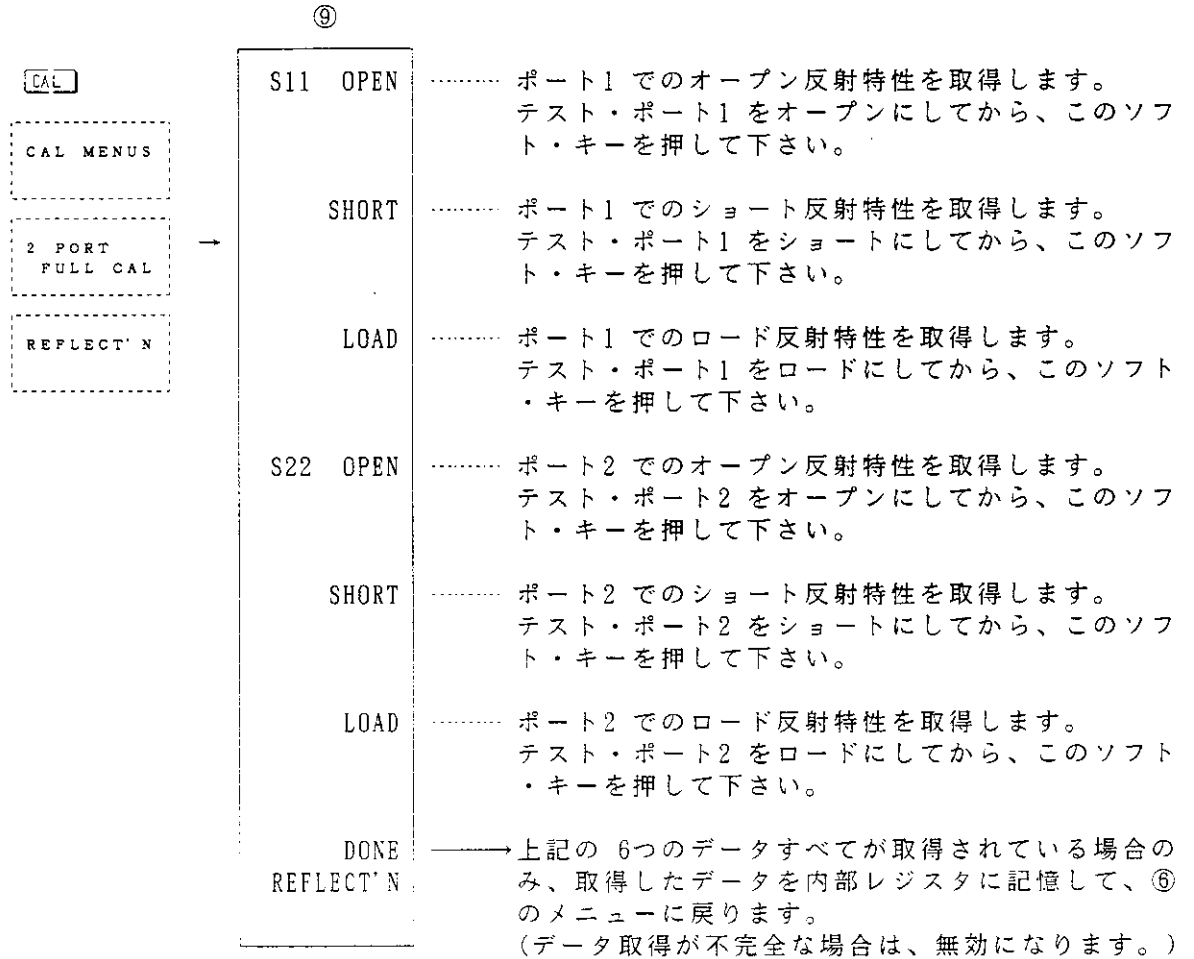 ⑨
CAL
CAL MENUS
2 PORT
FULL CAL
→
REFLECT'N
S11 OPEN ········ ポート1 でのオープン反射特性を取得します。
テスト・ポート1 をオープンにしてから、このソフ
ト・キーを押して下さい。
SHORT ········ ポート1 でのショート反射特性を取得します。
テスト・ポート1 をショートにしてから、このソフ
ト・キーを押して下さい。
LOAD ········ ポート1 でのロード反射特性を取得します。
テスト・ポート1 をロードにしてから、このソフト
・キーを押して下さい。
S22 OPEN ········ ポート2 でのオープン反射特性を取得します。
テスト・ポート2 をオープンにしてから、このソフ
ト・キーを押して下さい。
SHORT ········ ポート2 でのショート反射特性を取得します。
テスト・ポート2 をショートにしてから、このソフ
ト・キーを押して下さい。
LOAD ········ ポート2 でのロード反射特性を取得します。
テスト・ポート2 をロードにしてから、このソフト
・キーを押して下さい。
DONE ──→上記の 6つのデータすべてが取得されている場合の
REFLECT'N み、取得したデータを内部レジスタに記憶して、⑥
のメニューに戻ります。
(データ取得が不完全な場合は、無効になります。)